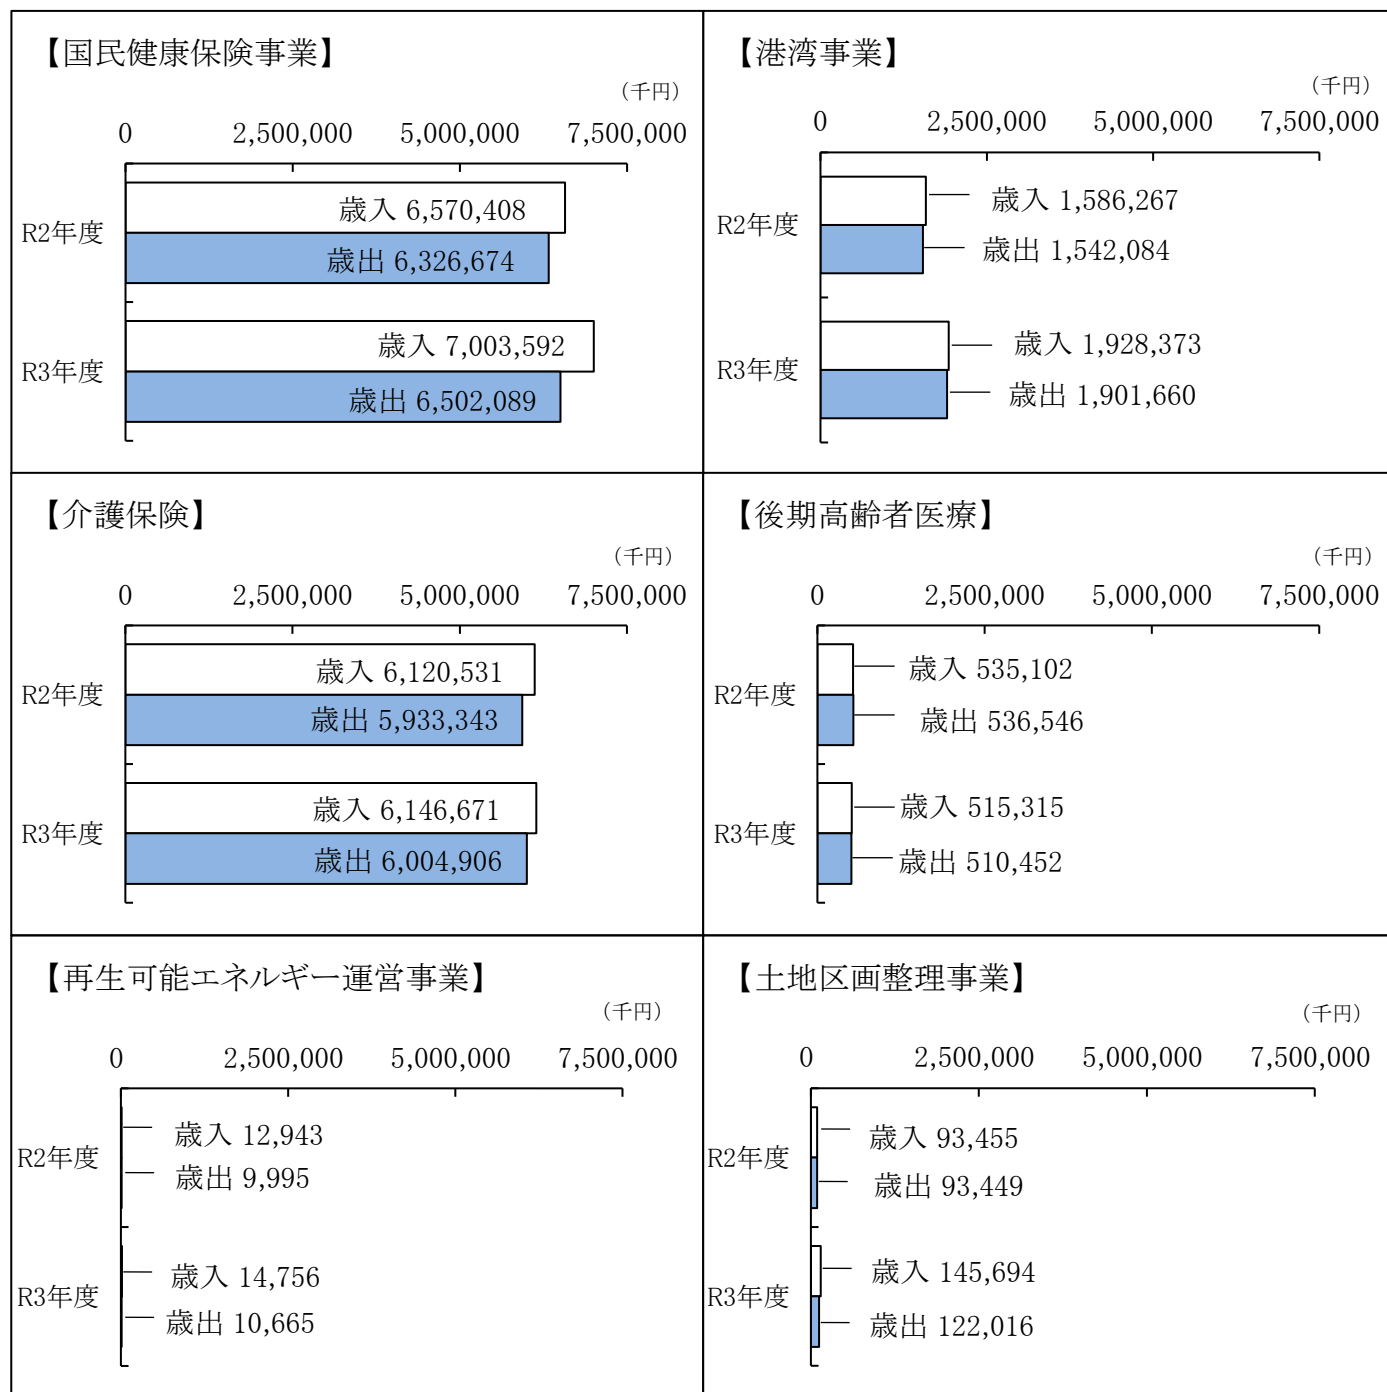 【国民健康保険事業】
（千円）
0 2,500,000 5,000,000 7,500,000
R2年度
歳入 6,570,408
歳出 6,326,674
R3年度
歳入 7,003,592
歳出 6,502,089
【港湾事業】
（千円）
0 2,500,000 5,000,000 7,500,000
R2年度
歳入 1,586,267
歳出 1,542,084
R3年度
歳入 1,928,373
歳出 1,901,660
【介護保険】
（千円）
0 2,500,000 5,000,000 7,500,000
R2年度
歳入 6,120,531
歳出 5,933,343
R3年度
歳入 6,146,671
歳出 6,004,906
【後期高齢者医療】
（千円）
0 2,500,000 5,000,000 7,500,000
R2年度
歳入 535,102
歳出 536,546
R3年度
歳入 515,315
歳出 510,452
【再生可能エネルギー運営事業】
（千円）
0 2,500,000 5,000,000 7,500,000
R2年度
歳入 12,943
歳出 9,995
R3年度
歳入 14,756
歳出 10,665
【土地区画整理事業】
（千円）
0 2,500,000 5,000,000 7,500,000
R2年度
歳入 93,455
歳出 93,449
R3年度
歳入 145,694
歳出 122,016